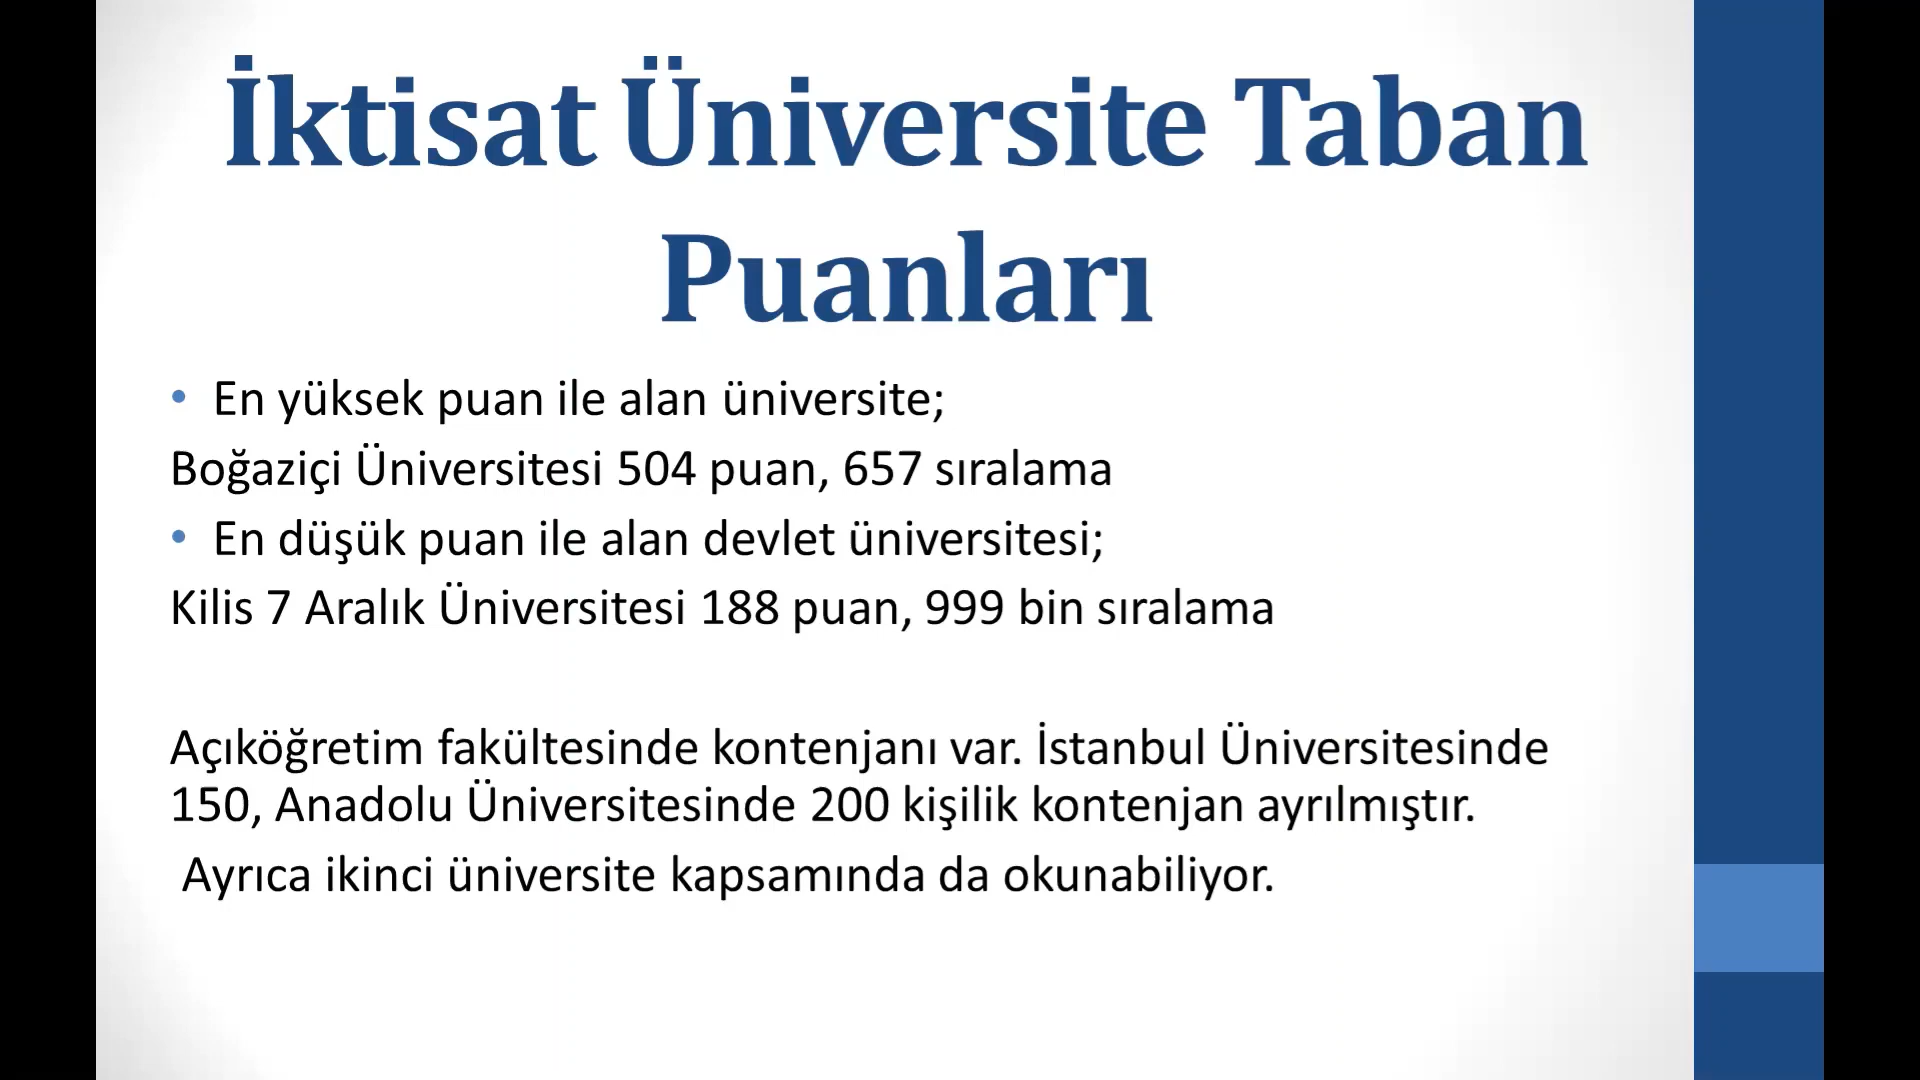 İktisat Üniversite Taban
Puanları
• En yüksek puan ile alan üniversite;
Boğaziçi Üniversitesi 504 puan, 657 sıralama
• En düşük puan ile alan devlet üniversitesi;
Kilis 7 Aralık Üniversitesi 188 puan, 999 bin sıralama
Açıköğretim fakültesinde kontenjanı var. İstanbul Üniversitesinde
150, Anadolu Üniversitesinde 200 kişilik kontenjan ayrılmıştır.
Ayrıca ikinci üniversite kapsamında da okunabiliyor.